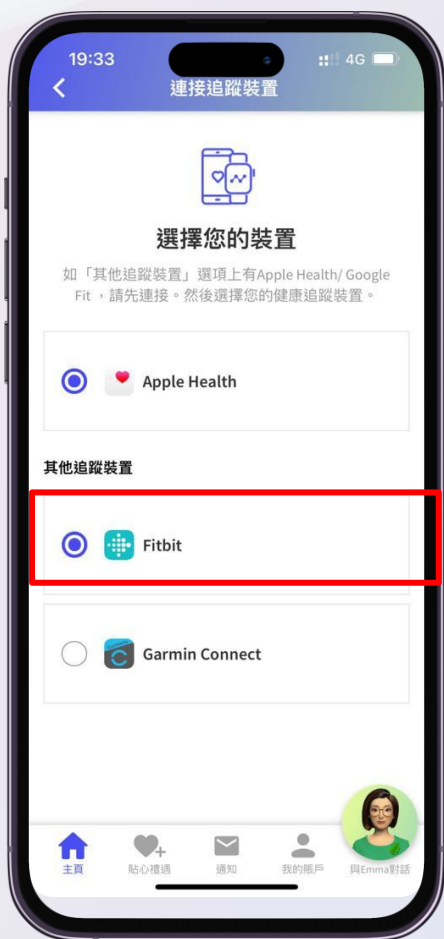 19:33
4G
連接追蹤裝置
選擇您的裝置
如「其他追蹤裝置」選項上有Apple Health/ Google
Fit ，請先連接。然後選擇您的健康追蹤裝置。
Apple Health
其他追蹤裝置
Fitbit
Garmin Connect
主頁
貼心禮遇
通知
我的賬戶
與Emma對話